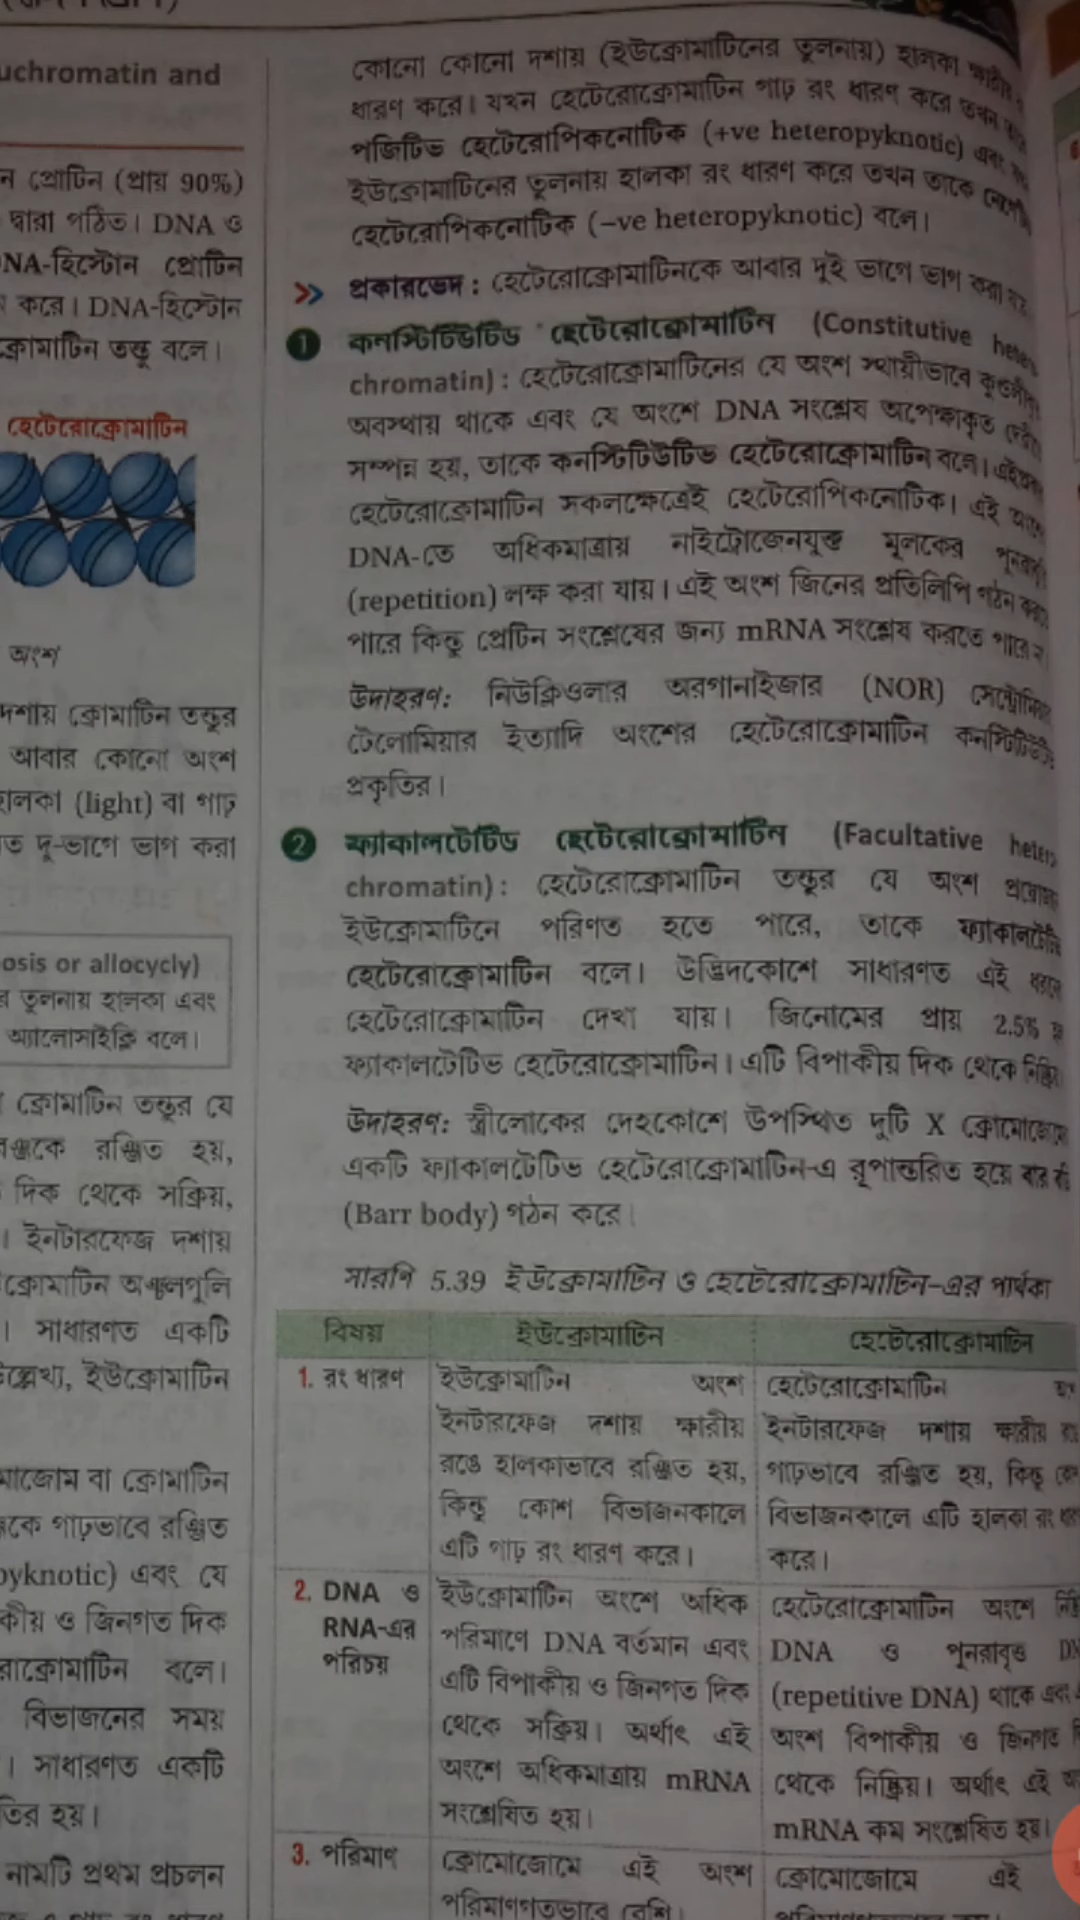 uchromatin and
ন প্রোটিন (প্রায় 90%)
দ্বারা গঠিত। DNA ও
NA-হিস্টোন প্রোটিন
করে। DNA-হিস্টোন
ক্রোমাটিন তন্তু বলে।
হেটেরোক্রোমাটিন
অংশ
দশায় ক্রোমাটিন তন্তুর
আবার কোনো অংশ
হালকা (light) বা গাঢ়
ত দু-ভাগে ভাগ করা
osis or allocycly)
র তুলনায় হালকা এবং
অ্যালোসাইক্লি বলে।
ক্রোমাটিন তন্তুর যে
রঞ্জকে রঞ্জিত হয়,
দিক থেকে সক্রিয়,
। ইনটারফেজ দশায়
ক্রোমাটিন অঞ্চলগুলি
। সাধারণত একটি
উল্লেখ্য, ইউক্রোমাটিন
মোজোম বা ক্রোমাটিন
কে গাঢ়ভাবে রঞ্জিত
pyknotic) এবং যে
কীয় ও জিনগত দিক
রোক্রোমাটিন বলে।
বিভাজনের সময়
। সাধারণত একটি
তির হয়।
নামটি প্রথম প্রচলন
কোনো কোনো দশায় (ইউক্রোমাটিনের তুলনায়) হালকা
ধারণ করে। যখন হেটেরোক্রোমাটিন গাঢ় রং ধারণ করে তখন
পজিটিভ হেটেরোপিকনোটিক (+ve heteropyknotic) এবং
ইউক্রোমাটিনের তুলনায় হালকা রং ধারণ করে তখন তাকে
হেটেরোপিকনোটিক (–ve heteropyknotic) বলে।
» প্রকারভেদ : হেটেরোক্রোমাটিনকে আবার দুই ভাগে ভাগ করা
1 কনস্টিটিউটিভ হেটেরোক্রোমাটিন (Constitutive hetero
chromatin) : হেটেরোক্রোমাটিনের যে অংশ স্থায়ীভাবে
অবস্থায় থাকে এবং যে অংশে DNA সংশ্লেষ অপেক্ষাকৃত
সম্পন্ন হয়, তাকে কনস্টিটিউটিভ হেটেরোক্রোমাটিন বলে।
হেটেরোক্রোমাটিন সকলক্ষেত্রেই হেটেরোপিকনোটিক। এই
DNA-তে অধিকমাত্রায় নাইট্রোজেনযুক্ত মূলকের
(repetition) লক্ষ করা যায়। এই অংশ জিনের প্রতিলিপি গঠন
পারে কিন্তু প্রোটিন সংশ্লেষের জন্য mRNA সংশ্লেষ করতে পারে
উদাহরণ: নিউক্লিওলার অরগানাইজার (NOR)
টেলোমিয়ার ইত্যাদি অংশের হেটেরোক্রোমাটিন
প্রকৃতির।
2 ফ্যাকালটেটিভ হেটেরোক্রোমাটিন (Facultative hetero
chromatin) : হেটেরোক্রোমাটিন তন্তুর যে অংশ
ইউক্রোমাটিনে পরিণত হতে পারে, তাকে
হেটেরোক্রোমাটিন বলে। উদ্ভিদকোশে সাধারণত এই
হেটেরোক্রোমাটিন দেখা যায়। জিনোমের প্রায় 2.5%
ফ্যাকালটেটিভ হেটেরোক্রোমাটিন। এটি বিপাকীয় দিক থেকে
উদাহরণ: স্ত্রীলোকের দেহকোশে উপস্থিত দুটি X
একটি ফ্যাকালটেটিভ হেটেরোক্রোমাটিন-এ রূপান্তরিত হয়ে বার
(Barr body) গঠন করে।
সারণি 5.39 ইউক্রোমাটিন ও হেটেরোক্রোমাটিন-এর পার্থক্য
বিষয় ইউক্রোমাটিন হেটেরোক্রোমাটিন
1. রং ধারণ
ইউক্রোমাটিন অংশ
ইনটারফেজ দশায় ক্ষারীয়
রঙে হালকাভাবে রঞ্জিত হয়,
কিন্তু কোশ বিভাজনকালে
এটি গাঢ় রং ধারণ করে।
হেটেরোক্রোমাটিন
ইনটারফেজ দশায় ক্ষারীয়
গাঢ়ভাবে রঞ্জিত হয়, কিন্তু
বিভাজনকালে এটি হালকা রং
করে।
2. DNA ও
RNA-এর
পরিচয়
ইউক্রোমাটিন অংশে অধিক
পরিমাণে DNA বর্তমান এবং
এটি বিপাকীয় ও জিনগত দিক
থেকে সক্রিয়। অর্থাৎ এই
অংশে অধিকমাত্রায় mRNA
সংশ্লেষিত হয়।
হেটেরোক্রোমাটিন অংশে
DNA ও পুনরাবৃত্ত
(repetitive DNA) থাকে এবং
অংশ বিপাকীয় ও জিনগত
থেকে নিষ্ক্রিয়। অর্থাৎ এই
mRNA কম সংশ্লেষিত হয়।
3. পরিমাণ
ক্রোমোজোমে এই অংশ
পরিমাণগতভাবে বেশি।
ক্রোমোজোমে এই